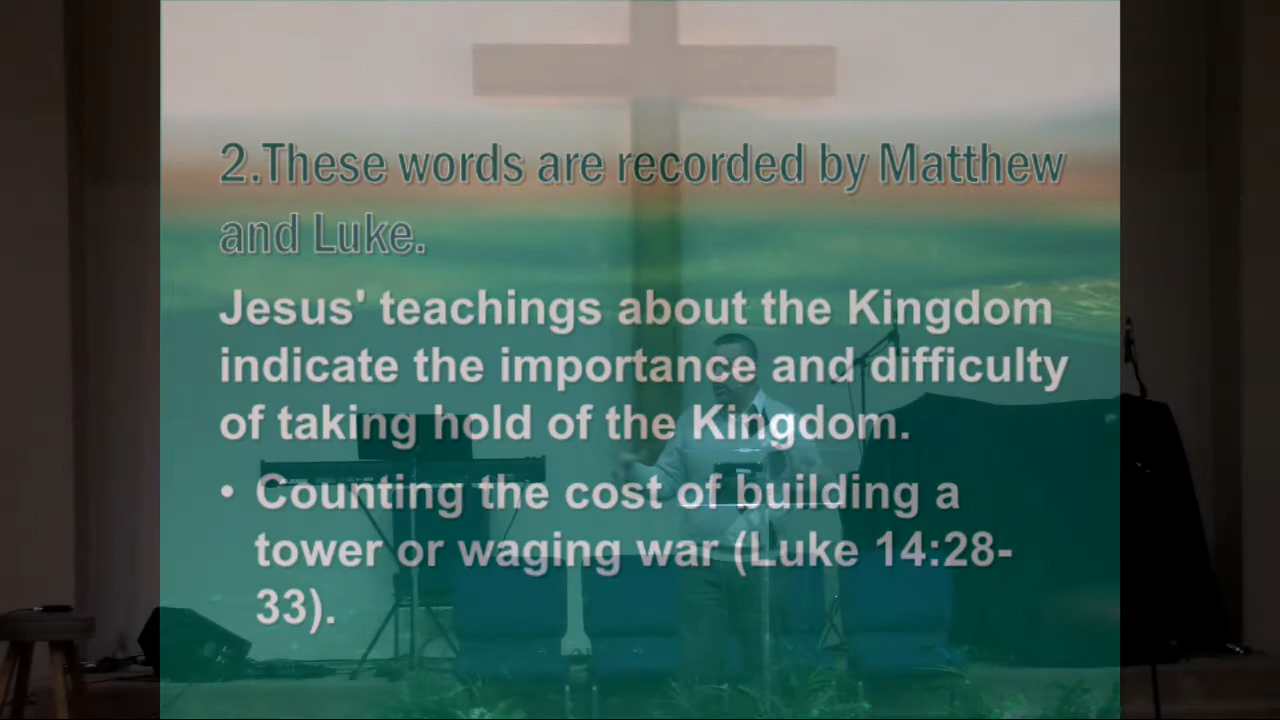 2.These words are recorded by Matthew
and Luke.
Jesus' teachings about the Kingdom
indicate the importance and difficulty
of taking hold of the Kingdom.
• Counting the cost of building a
tower or waging war (Luke 14:28-
33).